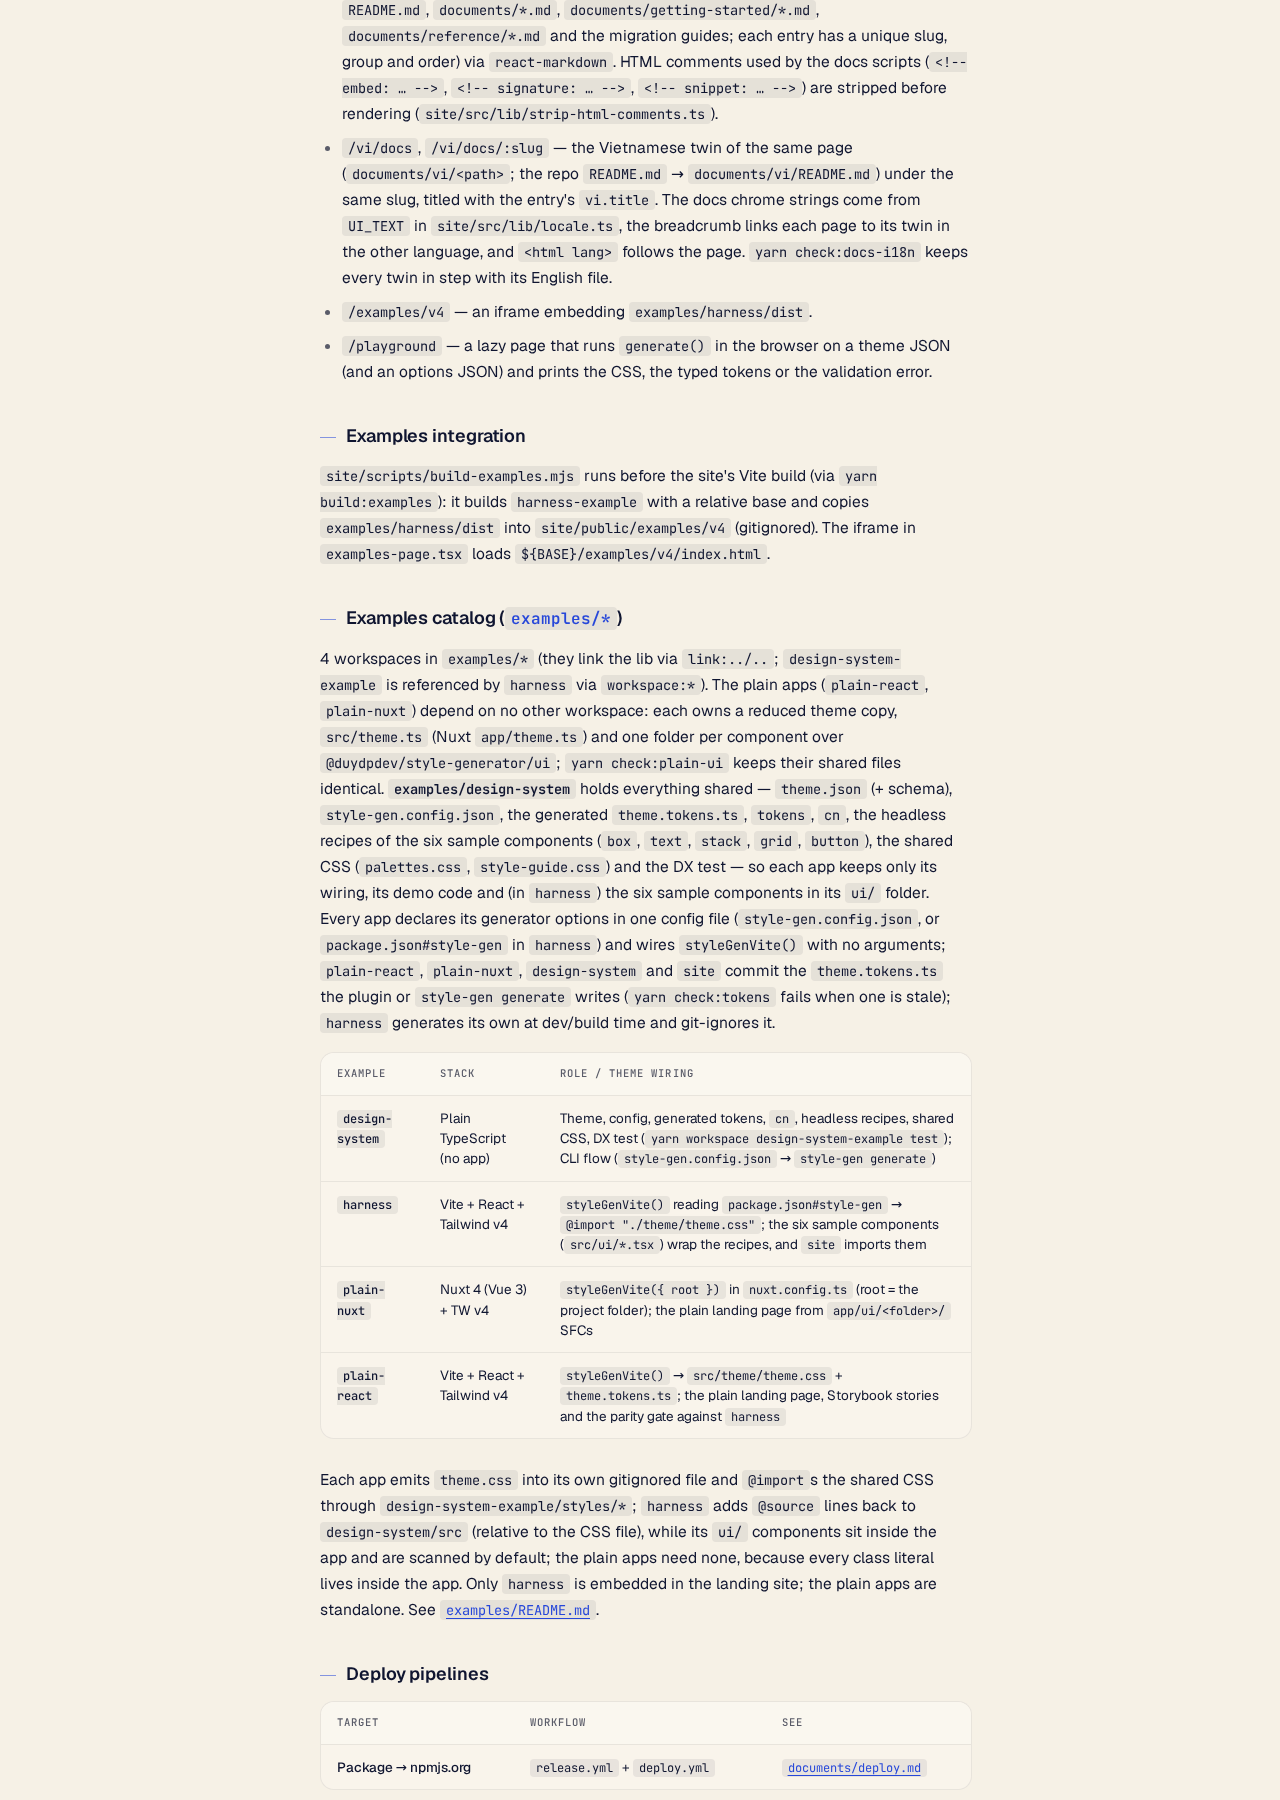 README.md, documents/*.md, documents/getting-started/*.md,
documents/reference/*.md and the migration guides; each entry has a unique slug,
group and order) via react-markdown. HTML comments used by the docs scripts (<!--
embed: … -->, <!-- signature: … -->, <!-- snippet: … -->) are stripped before
rendering (site/src/lib/strip-html-comments.ts).
• /vi/docs, /vi/docs/:slug — the Vietnamese twin of the same page
(documents/vi/<path>; the repo README.md → documents/vi/README.md) under the
same slug, titled with the entry's vi.title. The docs chrome strings come from
UI_TEXT in site/src/lib/locale.ts, the breadcrumb links each page to its twin in
the other language, and <html lang> follows the page. yarn check:docs-i18n keeps
every twin in step with its English file.
• /examples/v4 — an iframe embedding examples/harness/dist.
• /playground — a lazy page that runs generate() in the browser on a theme JSON
(and an options JSON) and prints the CSS, the typed tokens or the validation error.
— Examples integration
site/scripts/build-examples.mjs runs before the site's Vite build (via yarn
build:examples): it builds harness-example with a relative base and copies
examples/harness/dist into site/public/examples/v4 (gitignored). The iframe in
examples-page.tsx loads ${BASE}/examples/v4/index.html.
— Examples catalog (examples/*)
4 workspaces in examples/* (they link the lib via link:../..; design-system-
example is referenced by harness via workspace:*). The plain apps (plain-react,
plain-nuxt) depend on no other workspace: each owns a reduced theme copy,
src/theme.ts (Nuxt app/theme.ts) and one folder per component over
@duydpdev/style-generator/ui; yarn check:plain-ui keeps their shared files
identical. examples/design-system holds everything shared — theme.json (+ schema),
style-gen.config.json, the generated theme.tokens.ts, tokens, cn, the headless
recipes of the six sample components (box, text, stack, grid, button), the shared
CSS (palettes.css, style-guide.css) and the DX test — so each app keeps only its
wiring, its demo code and (in harness) the six sample components in its ui/ folder.
Every app declares its generator options in one config file (style-gen.config.json, or
package.json#style-gen in harness) and wires styleGenVite() with no arguments;
plain-react, plain-nuxt, design-system and site commit the theme.tokens.ts
the plugin or style-gen generate writes (yarn check:tokens fails when one is stale);
harness generates its own at dev/build time and git-ignores it.
EXAMPLE STACK ROLE / THEME WIRING
design- Plain Theme, config, generated tokens, cn, headless recipes, shared
system TypeScript CSS, DX test (yarn workspace design-system-example test);
(no app) CLI flow (style-gen.config.json → style-gen generate)
harness Vite + React + styleGenVite() reading package.json#style-gen →
Tailwind v4 @import "./theme/theme.css"; the six sample components
(src/ui/*.tsx) wrap the recipes, and site imports them
plain- Nuxt 4 (Vue 3) styleGenVite({ root }) in nuxt.config.ts (root = the
nuxt + TW v4 project folder); the plain landing page from app/ui/<folder>/
SFCs
plain- Vite + React + styleGenVite() → src/theme/theme.css +
react Tailwind v4 theme.tokens.ts; the plain landing page, Storybook stories
and the parity gate against harness
Each app emits theme.css into its own gitignored file and @imports the shared CSS
through design-system-example/styles/*; harness adds @source lines back to
design-system/src (relative to the CSS file), while its ui/ components sit inside the
app and are scanned by default; the plain apps need none, because every class literal
lives inside the app. Only harness is embedded in the landing site; the plain apps are
standalone. See examples/README.md.
— Deploy pipelines
TARGET WORKFLOW SEE
Package → npmjs.org release.yml + deploy.yml documents/deploy.md